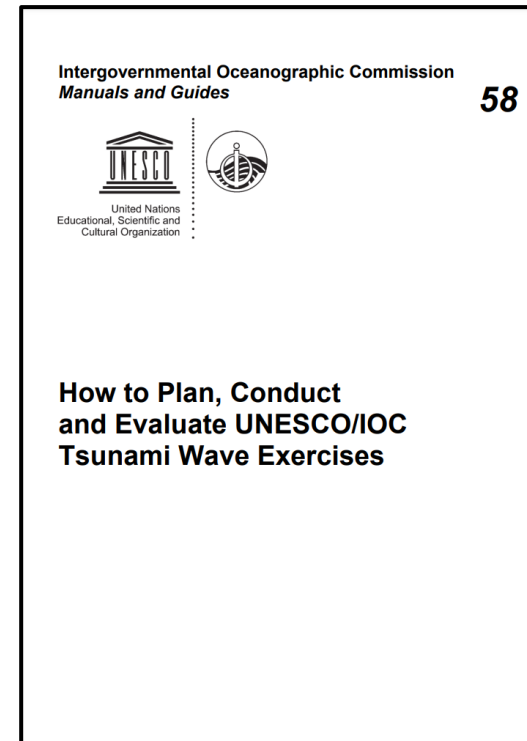 Intergovernmental Oceanographic Commission
Manuals and Guides
58
UNESCO
United Nations
Educational, Scientific and
Cultural Organization
How to Plan, Conduct
and Evaluate UNESCO/IOC
Tsunami Wave Exercises